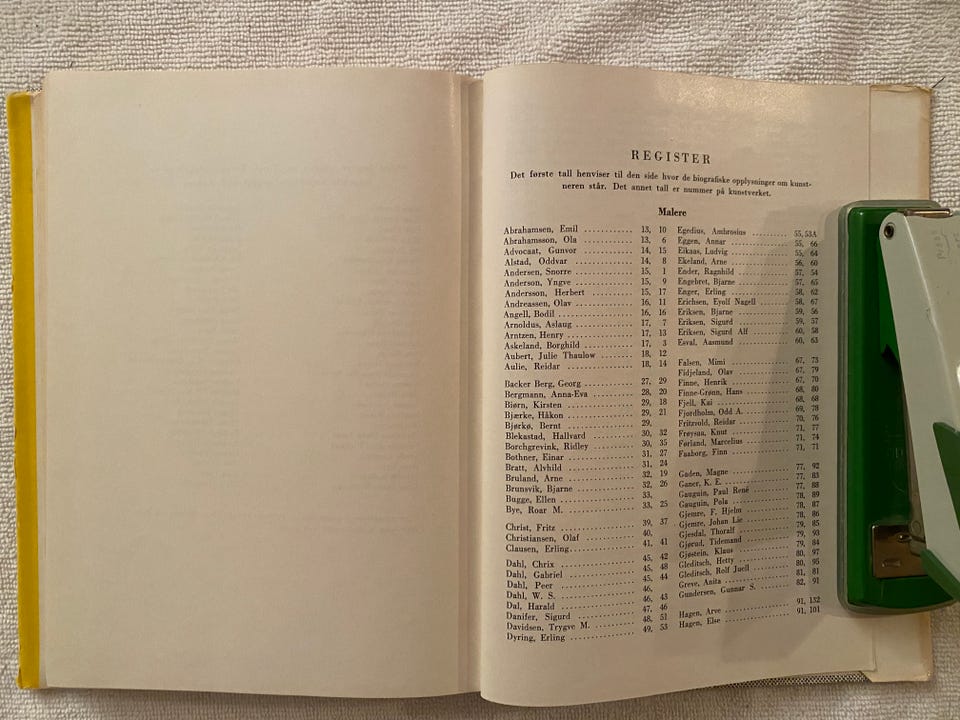 REGISTER
Det første tall henviser til den side hvor de biografiske opplysninger om kunst-
neren står. Det annet tall er nummer på kunstverket.
Malere
Abrahamsen, Emil ............ 13, 10
Abrahamsson, Ola ............ 13, 6
Advocaat, Gunvor ............ 14, 15
Alstad, Oddvar ............ 14, 8
Andersen, Snorre ............ 15, 1
Andersson, Yngve ............ 15, 9
Andersson, Herbert ............ 15, 17
Andreassen, Olav ............ 16, 11
Angell, Bodil ............ 16, 16
Arnoldus, Aslaug ............ 17, 7
Arntzen, Henry ............ 17, 13
Askeland, Borghild ............ 17, 3
Aubert, Julie Thaulow ............ 18, 12
Aulie, Reidar ............ 18, 14
Backer Berg, Georg ............ 27, 29
Bergmann, Anna-Eva ............ 28, 20
Biørn, Kirsten ............ 29, 18
Bjærke, Håkon ............ 29, 21
Bjørkø, Bernt ............ 29,
Blekastad, Hallvard ............ 30, 32
Borchgrevink, Ridley ............ 30, 35
Bothner, Einar ............ 31, 27
Bratt, Alvhild ............ 31, 24
Bruland, Arne ............ 32, 19
Brunsvik, Bjarne ............ 32, 26
Bugge, Ellen ............ 33,
Bye, Roar M. ............ 33, 25
Christ, Fritz ............ 39, 37
Christiansen, Olaf ............ 40,
Clausen, Erling ............ 41, 41
Dahl, Chrix ............ 45, 42
Dahl, Gabriel ............ 45, 48
Dahl, Peer ............ 45, 44
Dahl, W. S. ............ 46,
Dal, Harald ............ 46, 43
Danifer, Sigurd ............ 47, 46
Davidsen, Trygve M. ............ 48, 51
Dyring, Erling ............ 49, 53
Egedius, Ambrosius ............ 55, 53A
Eggen, Annar ............ 55, 66
Eikaas, Ludvig ............ 55, 64
Ekeland, Arne ............ 56, 60
Ender, Ragnhild ............ 57, 54
Engebret, Bjarne ............ 57, 65
Enger, Erling ............ 58, 62
Erichsen, Eyolf Nagell ............ 58, 67
Eriksen, Bjarne ............ 59, 56
Eriksen, Sigurd ............ 59, 57
Eriksen, Sigurd Alf ............ 60, 58
Esval, Aasmund ............ 60, 63
Falsen, Mimi ............ 67, 73
Fidjeland, Olav ............ 67, 79
Finne, Henrik ............ 67, 70
Finne-Grønn, Hans ............ 68, 80
Fjell, Kai ............ 68, 68
Fjordholm, Odd A. ............ 69, 78
Fritzvold, Reidar ............ 70, 76
Frøysaa, Knut ............ 71, 77
Førland, Marcelius ............ 71, 74
Faaborg, Finn ............ 71, 71
Gaden, Magne ............ 77, 92
Ganer, K. E. ............ 77, 83
Gauguin, Paul René ............ 77, 88
Gauguin, Pola ............ 78, 89
Gjemre, F. Hjelm ............ 78, 87
Gjemre, Johan Lie ............ 78, 86
Gjesdal, Thoralf ............ 79, 85
Gjørud, Tidemand ............ 79, 93
Gjøstein, Klaus ............ 79, 84
Gleditsch, Hetty ............ 80, 97
Gleditsch, Rolf Juell ............ 80, 95
Greve, Anita ............ 81, 81
Gundersen, Gunnar S. ............ 82, 91
Hagen, Arve ............ 91, 132
Hagen, Else ............ 91, 101